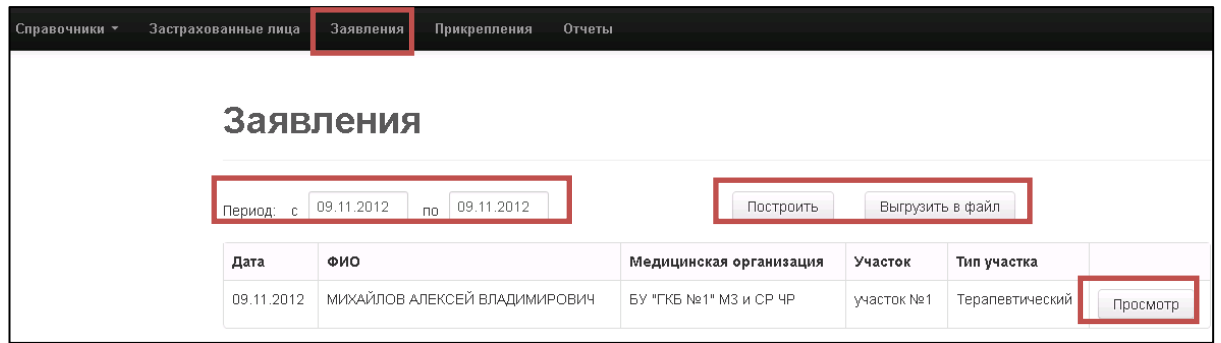 Справочники Застрахованные лица Заявления Прикрепления Отчеты
Заявления
Период: с 09.11.2012 по 09.11.2012 Построить Выгрузить в файл
Дата ФИО Медицинская организация Участок Тип участка
09.11.2012 МИХАЙЛОВ АЛЕКСЕЙ ВЛАДИМИРОВИЧ БУ "ГКБ №1" МЗ и СР ЧР участок №1 Терапевтический Просмотр